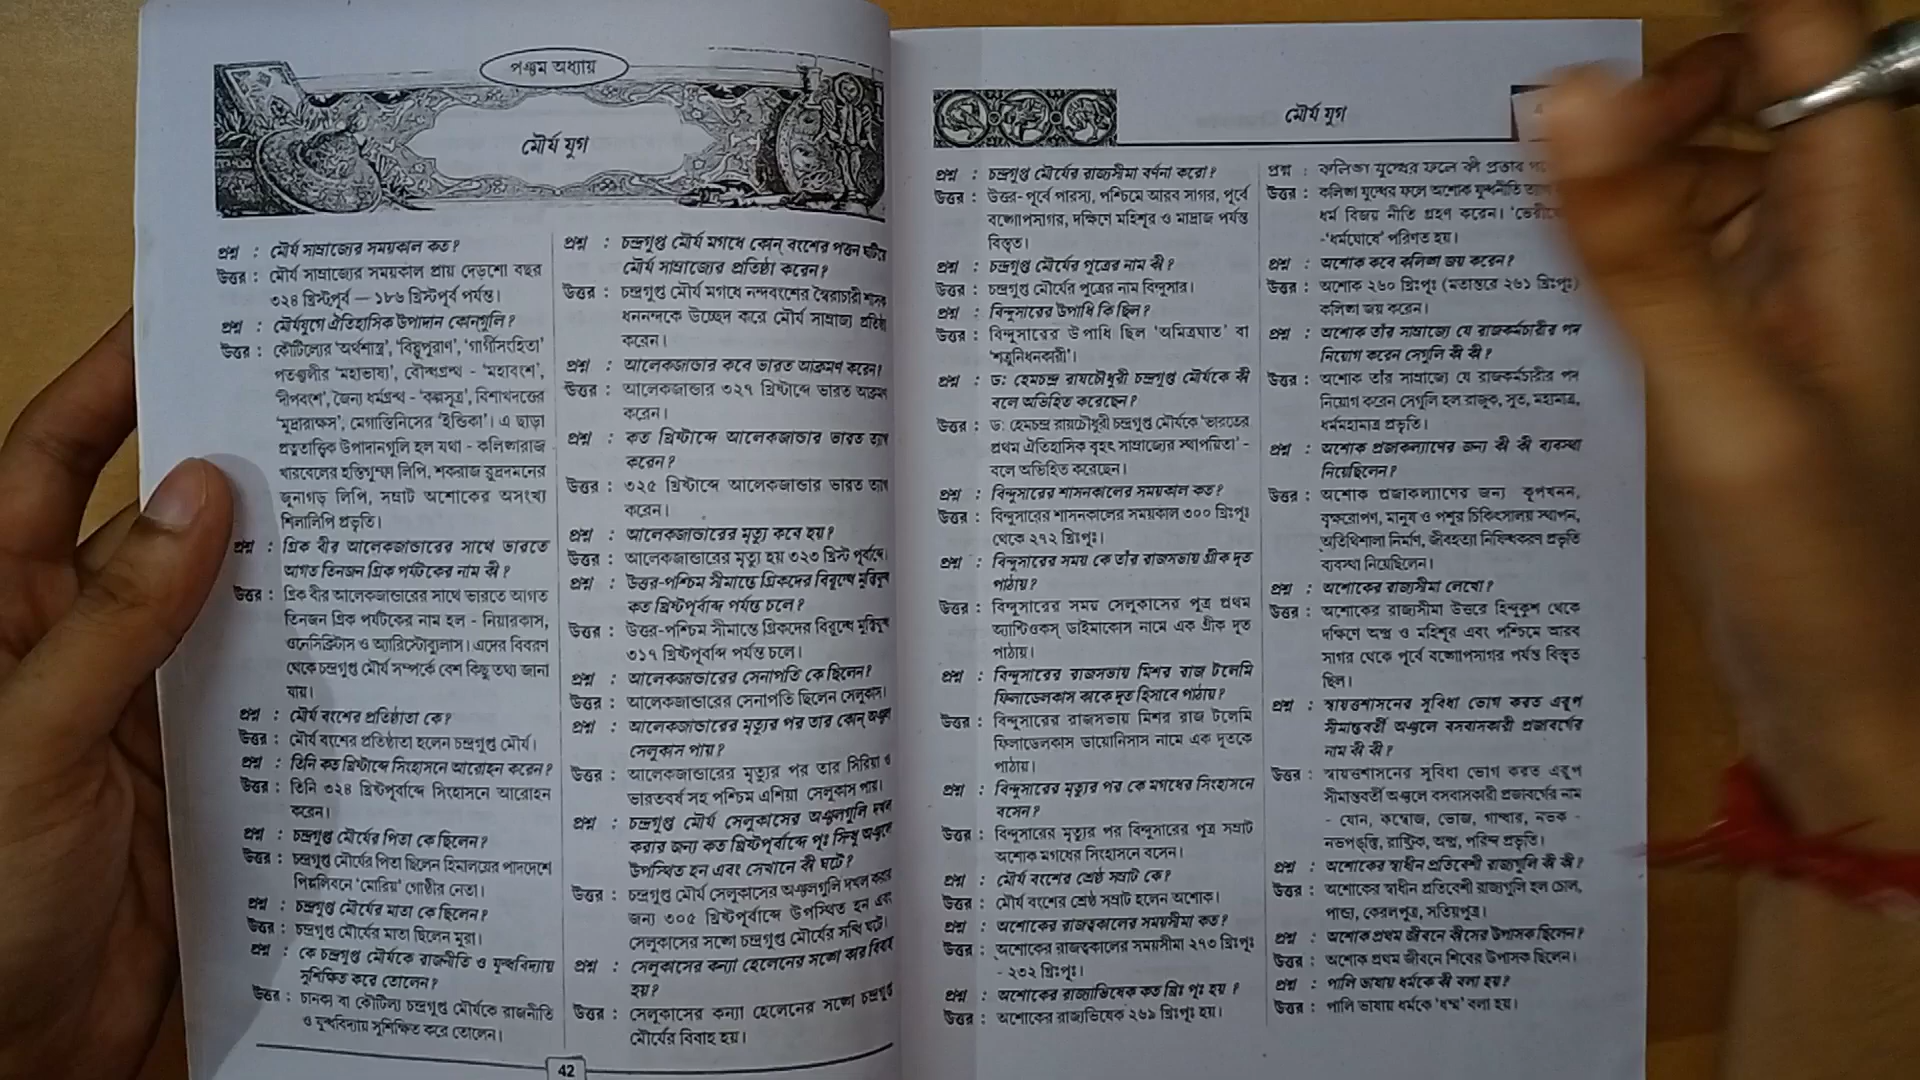 পঞ্চম অধ্যায়
মৌর্য যুগ
প্রশ্ন : মৌর্য সাম্রাজ্যের সময়কাল কত?
উত্তর : মৌর্য সাম্রাজ্যের সময়কাল প্রায় দেড়শো বছর
৩২৪ খ্রিস্টপূর্ব — ১৮৬ খ্রিস্টপূর্ব পর্যন্ত।
প্রশ্ন : মৌর্যযুগে ঐতিহাসিক উপাদান কোন্‌গুলি?
উত্তর : কৌটিল্যের 'অর্থশাস্ত্র', 'বিষ্ণুপুরাণ', 'গার্গীসংহিতা'
পতঞ্জলীর 'মহাভাষ্য', বৌদ্ধগ্রন্থ - 'মহাবংশ',
'দীপবংশ', জৈন্য ধর্মগ্রন্থ - 'কল্পসূত্র', বিশাখদত্তের
'মুদ্রারাক্ষস', মেগাস্তিনিসের 'ইন্ডিকা'। এ ছাড়া
প্রত্নতাত্ত্বিক উপাদানগুলি হল যথা - কলিঙ্গরাজ
খারবেলের হস্তিগুম্ফা লিপি, শকরাজ রুদ্রদমনের
জুনাগড় লিপি, সম্রাট অশোকের অসংখ্য
শিলালিপি প্রভৃতি।
প্রশ্ন : গ্রিক বীর আলেকজান্ডারের সাথে ভারতে
আগত তিনজন গ্রিক পর্যটকের নাম কী?
উত্তর : গ্রিক বীর আলেকজান্ডারের সাথে ভারতে আগত
তিনজন গ্রিক পর্যটকের নাম হল - নিয়ারকাস,
ওনেসিক্রিটাস ও অ্যারিস্টোবুলাস। এদের বিবরণ
থেকে চন্দ্রগুপ্ত মৌর্য সম্পর্কে বেশ কিছু তথ্য জানা
যায়।
প্রশ্ন : মৌর্য বংশের প্রতিষ্ঠাতা কে?
উত্তর : মৌর্য বংশের প্রতিষ্ঠাতা হলেন চন্দ্রগুপ্ত মৌর্য।
প্রশ্ন : তিনি কত খ্রিষ্টাব্দে সিংহাসনে আরোহন করেন?
উত্তর : তিনি ৩২৪ খ্রিস্টপূর্বাব্দে সিংহাসনে আরোহন
করেন।
প্রশ্ন : চন্দ্রগুপ্ত মৌর্যের পিতা কে ছিলেন?
উত্তর : চন্দ্রগুপ্ত মৌর্যের পিতা ছিলেন হিমালয়ের পাদদেশে
পিপ্পলিবনে 'মোরিয়' গোষ্ঠীর নেতা।
প্রশ্ন : চন্দ্রগুপ্ত মৌর্যের মাতা কে ছিলেন?
উত্তর : চন্দ্রগুপ্ত মৌর্যের মাতা ছিলেন মুরা।
প্রশ্ন : কে চন্দ্রগুপ্ত মৌর্যকে রাজনীতি ও যুদ্ধবিদ্যায়
সুশিক্ষিত করে তোলেন?
উত্তর : চানক্য বা কৌটিল্য চন্দ্রগুপ্ত মৌর্যকে রাজনীতি
ও যুদ্ধবিদ্যায় সুশিক্ষিত করে তোলেন।
প্রশ্ন : চন্দ্রগুপ্ত মৌর্য মগধে কোন্ বংশের পতন ঘটিয়ে
মৌর্য সাম্রাজ্যের প্রতিষ্ঠা করেন?
উত্তর : চন্দ্রগুপ্ত মৌর্য মগধে নন্দবংশের স্বৈরাচারী শাসক
ধননন্দকে উচ্ছেদ করে মৌর্য সাম্রাজ্য প্রতিষ্ঠা
করেন।
প্রশ্ন : আলেকজান্ডার কবে ভারত আক্রমণ করেন?
উত্তর : আলেকজান্ডার ৩২৭ খ্রিস্টাব্দে ভারত আক্রমণ
করেন।
প্রশ্ন : কত খ্রিষ্টাব্দে আলেকজান্ডার ভারত ত্যাগ
করেন?
উত্তর : ৩২৫ খ্রিস্টাব্দে আলেকজান্ডার ভারত ত্যাগ
করেন।
প্রশ্ন : আলেকজান্ডারের মৃত্যু কবে হয়?
উত্তর : আলেকজান্ডারের মৃত্যু হয় ৩২৩ খ্রিস্ট পূর্বাব্দে।
প্রশ্ন : উত্তর-পশ্চিম সীমান্তে গ্রিকদের বিরুদ্ধে মুক্তিযুদ্ধ
কত খ্রিস্টপূর্বাব্দ পর্যন্ত চলে?
উত্তর : উত্তর-পশ্চিম সীমান্তে গ্রিকদের বিরুদ্ধে মুক্তিযুদ্ধ
৩১৭ খ্রিস্টপূর্বাব্দ পর্যন্ত চলে।
প্রশ্ন : আলেকজান্ডারের সেনাপতি কে ছিলেন?
উত্তর : আলেকজান্ডারের সেনাপতি ছিলেন সেলুকাস।
প্রশ্ন : আলেকজান্ডারের মৃত্যুর পর তার কোন্ অঞ্চল
সেলুকাস পায়?
উত্তর : আলেকজান্ডারের মৃত্যুর পর তার সিরিয়া ও
ভারতবর্ষ সহ পশ্চিম এশিয়া সেলুকাস পায়।
প্রশ্ন : চন্দ্রগুপ্ত মৌর্য সেলুকাসের অঞ্চলগুলি দখল
করার জন্য কত খ্রিস্টপূর্বাব্দে পূঃ সিন্ধু অঞ্চলে
উপস্থিত হন এবং সেখানে কী ঘটে?
উত্তর : চন্দ্রগুপ্ত মৌর্য সেলুকাসের অঞ্চলগুলি দখল করার
জন্য ৩০৫ খ্রিস্টপূর্বাব্দে উপস্থিত হন এবং
সেলুকাসের সঙ্গে চন্দ্রগুপ্ত মৌর্যের সন্ধি ঘটে।
প্রশ্ন : সেলুকাসের কন্যা হেলেনের সঙ্গে কার বিবাহ
হয়?
উত্তর : সেলুকাসের কন্যা হেলেনের সঙ্গে চন্দ্রগুপ্ত
মৌর্যের বিবাহ হয়।
42
মৌর্য যুগ
প্রশ্ন : চন্দ্রগুপ্ত মৌর্যের রাজ্যসীমা বর্ণনা করো?
উত্তর : উত্তর-পূর্বে পারস্য, পশ্চিমে আরব সাগর, পূর্বে
বঙ্গোপসাগর, দক্ষিণে মহিশূর ও মাদ্রাজ পর্যন্ত
বিস্তৃত।
প্রশ্ন : চন্দ্রগুপ্ত মৌর্যের পুত্রের নাম কী?
উত্তর : চন্দ্রগুপ্ত মৌর্যের পুত্রের নাম বিন্দুসার।
প্রশ্ন : বিন্দুসারের উপাধি কি ছিল?
উত্তর : বিন্দুসারের উপাধি ছিল 'অমিত্রঘাত' বা
'শত্রুনিধনকারী'।
প্রশ্ন : ডঃ হেমচন্দ্র রায়চৌধুরী চন্দ্রগুপ্ত মৌর্যকে কী
বলে অভিহিত করেছেন?
উত্তর : ডঃ হেমচন্দ্র রায়চৌধুরী চন্দ্রগুপ্ত মৌর্যকে 'ভারতের
প্রথম ঐতিহাসিক বৃহৎ সাম্রাজ্যের স্থাপয়িতা' -
বলে অভিহিত করেছেন।
প্রশ্ন : বিন্দুসারের শাসনকালের সময়কাল কত?
উত্তর : বিন্দুসারের শাসনকালের সময়কাল ৩০০ খ্রিঃপূঃ
থেকে ২৭২ খ্রিঃপূঃ।
প্রশ্ন : বিন্দুসারের সময় কে তাঁর রাজসভায় গ্রীক দূত
পাঠায়?
উত্তর : বিন্দুসারের সময় সেলুকাসের পুত্র প্রথম
অ্যান্টিওকস্ ডাইমাকোস নামে এক গ্রীক দূত
পাঠায়।
প্রশ্ন : বিন্দুসারের রাজসভায় মিশর রাজ টলেমি
ফিলাডেলকাস কাকে দূত হিসাবে পাঠায়?
উত্তর : বিন্দুসারের রাজসভায় মিশর রাজ টলেমি
ফিলাডেলকাস ডায়োনিসাস নামে এক দূতকে
পাঠায়।
প্রশ্ন : বিন্দুসারের মৃত্যুর পর কে মগধের সিংহাসনে
বসেন?
উত্তর : বিন্দুসারের মৃত্যুর পর বিন্দুসারের পুত্র সম্রাট
অশোক মগধের সিংহাসনে বসেন।
প্রশ্ন : মৌর্য বংশের শ্রেষ্ঠ সম্রাট কে?
উত্তর : মৌর্য বংশের শ্রেষ্ঠ সম্রাট হলেন অশোক।
প্রশ্ন : অশোকের রাজত্বকালের সময়সীমা কত?
উত্তর : অশোকের রাজত্বকালের সময়সীমা ২৭৩ খ্রিঃপূঃ
- ২৩২ খ্রিঃপূঃ।
প্রশ্ন : অশোকের রাজ্যাভিষেক কত খ্রিঃ পূঃ হয় ?
উত্তর : অশোকের রাজ্যভিষেক ২৬৯ খ্রিঃপূঃ হয়।
প্রশ্ন : কলিঙ্গ যুদ্ধের ফলে কী প্রভাব
উত্তর : কলিঙ্গ যুদ্ধের ফলে অশোক যুদ্ধনীতি
ধর্ম বিজয় নীতি গ্রহণ করেন।
-'ধর্মঘোষে' পরিণত হয়।
প্রশ্ন : অশোক কবে কলিঙ্গ জয় করেন?
উত্তর : অশোক ২৬০ খ্রিঃপূঃ (মতান্তরে ২৬১ খ্রিঃপূঃ)
কলিঙ্গ জয় করেন।
প্রশ্ন : অশোক তাঁর সাম্রাজ্যে যে রাজকর্মচারীর পদ
নিয়োগ করেন সেগুলি কী কী?
উত্তর : অশোক তাঁর সাম্রাজ্যে যে রাজকর্মচারীর পদ
নিয়োগ করেন সেগুলি হল রাজুক, সুত, মহামাত্র,
ধর্মমহামাত্র প্রভৃতি।
প্রশ্ন : অশোক প্রজাকল্যাণের জন্য কী কী ব্যবস্থা
নিয়েছিলেন?
উত্তর : অশোক প্রজাকল্যাণের জন্য কূপখনন,
বৃক্ষরোপণ, মানুষ ও পশুর চিকিৎসালয় স্থাপন,
অতিথিশালা নির্মাণ, জীবহত্যা নিষিদ্ধকরণ প্রভৃতি
ব্যবস্থা নিয়েছিলেন।
প্রশ্ন : অশোকের রাজ্যসীমা লেখো?
উত্তর : অশোকের রাজ্যসীমা উত্তরে হিন্দুকুশ থেকে
দক্ষিণে অন্ধ্র ও মহিশূর এবং পশ্চিমে আরব
সাগর থেকে পূর্বে বঙ্গোপসাগর পর্যন্ত বিস্তৃত
ছিল।
প্রশ্ন : স্বায়ত্তশাসনের সুবিধা ভোগ করত এরূপ
সীমান্তবর্তী অঞ্চলে বসবাসকারী প্রজাবর্গের
নাম কী কী?
উত্তর : স্বায়ত্তশাসনের সুবিধা ভোগ করত এরূপ
সীমান্তবর্তী অঞ্চলে বসবাসকারী প্রজাবর্গের নাম
- যোন, কম্বোজ, ভোজ, গান্ধার, নভক -
নভপঙতি, রাষ্ট্রিক, অন্ধ্র, পরিন্দ প্রভৃতি।
প্রশ্ন : অশোকের স্বাধীন প্রতিবেশী রাজ্যগুলি কী কী?
উত্তর : অশোকের স্বাধীন প্রতিবেশী রাজ্যগুলি হল চোল,
পান্ড্য, কেরলপুত্র, সতিয়পুত্র।
প্রশ্ন : অশোক প্রথম জীবনে কীসের উপাসক ছিলেন?
উত্তর : অশোক প্রথম জীবনে শিবের উপাসক ছিলেন।
প্রশ্ন : পালি ভাষায় ধর্মকে কী বলা হয়?
উত্তর : পালি ভাষায় ধর্মকে 'ধম্ম' বলা হয়।